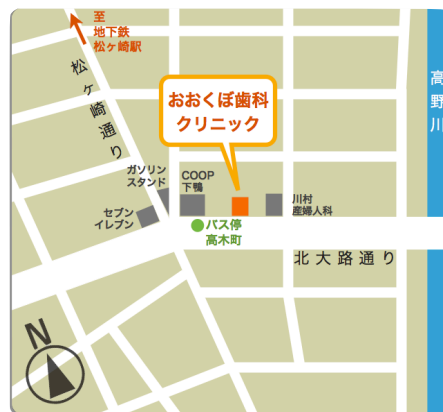 至
地下鉄
松ヶ崎駅
松ヶ崎通り
おおくぼ歯科
クリニック
高野川
ガソリン
スタンド
COOP
下鴨
セブン
イレブン
川村
産婦人科
バス停
高木町
北大路通り
N